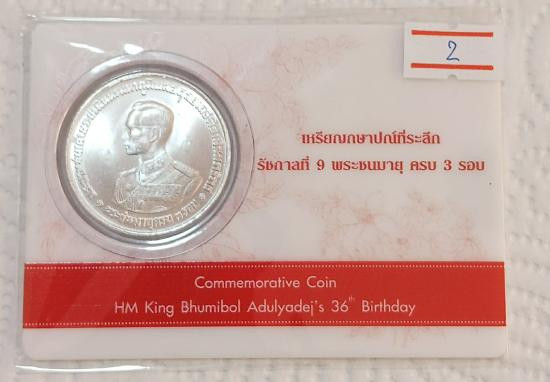 2
เหรียญกษาปณ์ที่ระลึก
รัชกาลที่ 9 พระชนมายุ ครบ 3 รอบ
Commemorative Coin
HM King Bhumibol Adulyadej's 36th Birthday